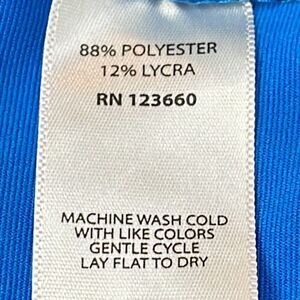 88% POLYESTER
12% LYCRA
RN 123660
MACHINE WASH COLD
WITH LIKE COLORS
GENTLE CYCLE
LAY FLAT TO DRY